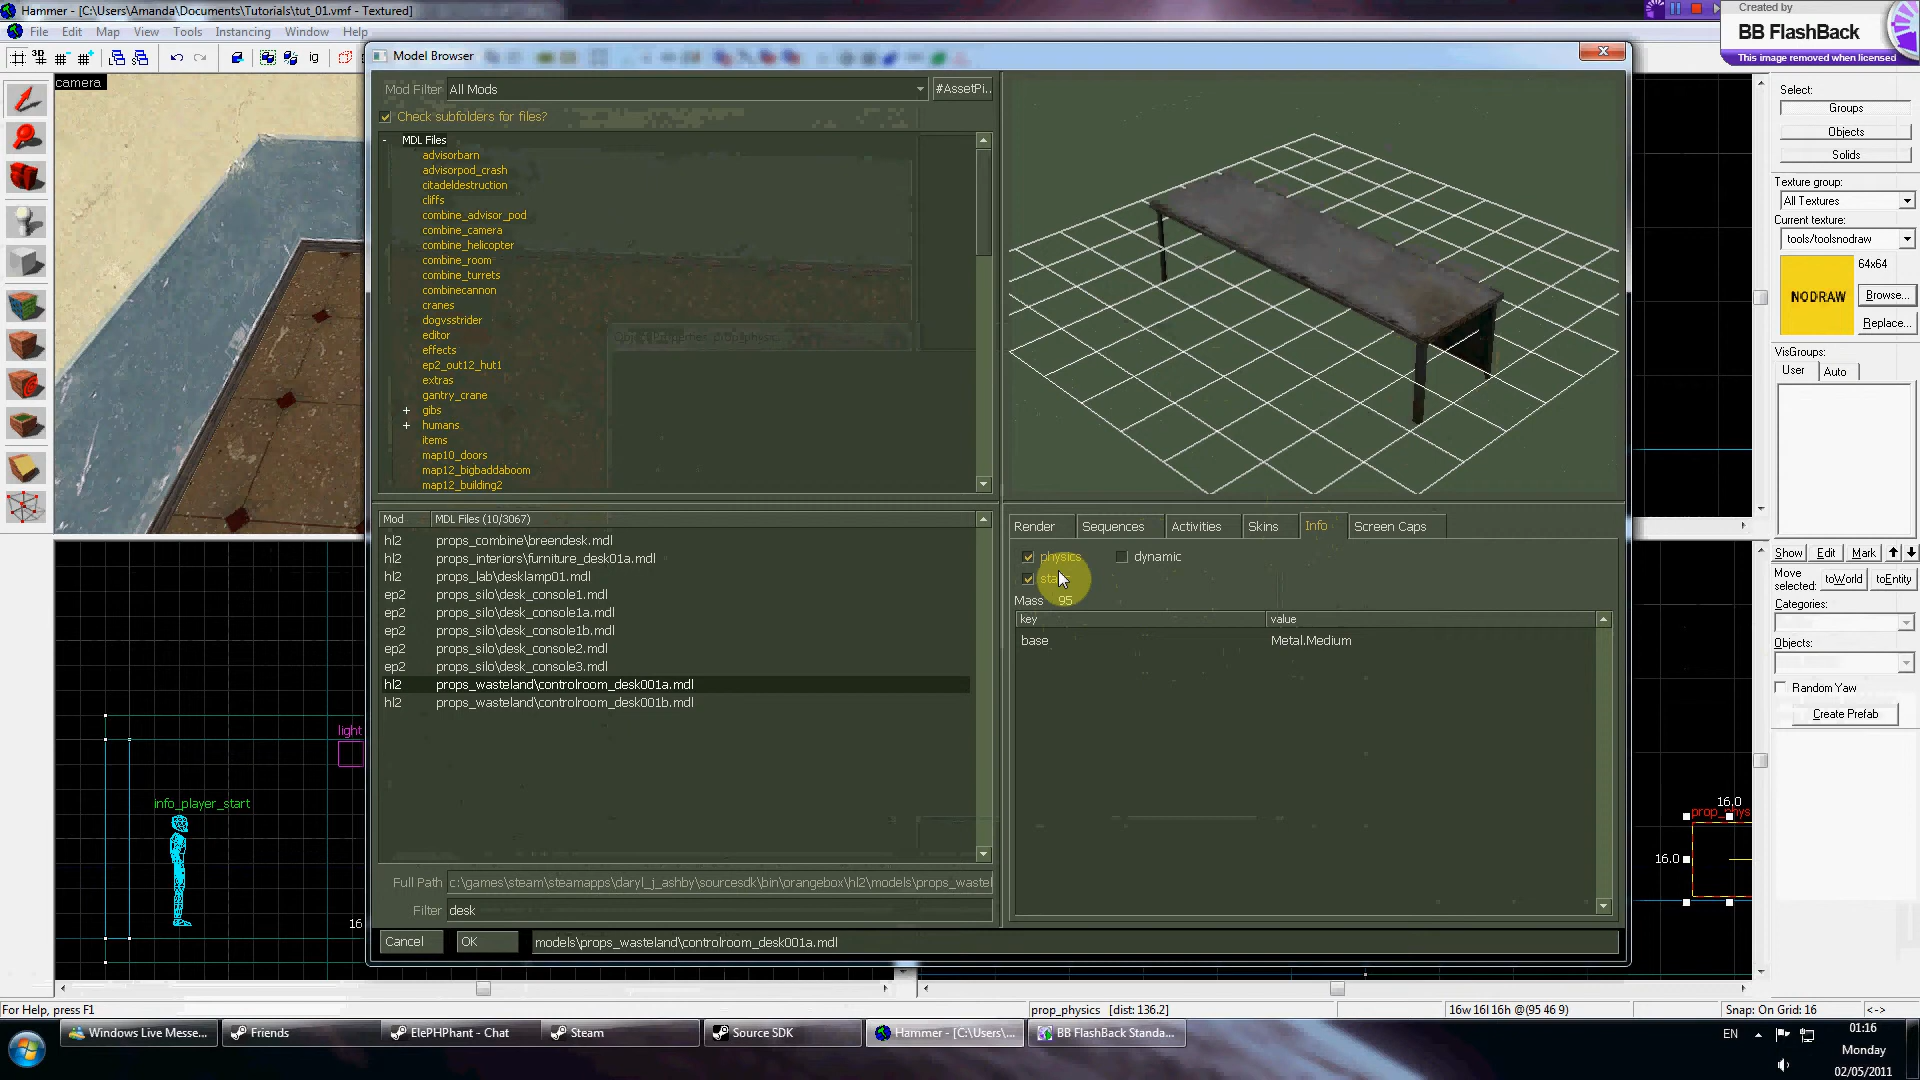 Hammer - [C:\Users\Amanda\Documents\Tutorials\tut_01.vmf - Textured]
Created by
BB FlashBack
This image removed when licensed
File Edit Map View Tools Instancing Window Help
Model Browser
camera
Mod Filter All Mods #AssetPi..
Check subfolders for files?
MDL Files
advisorbarn
advisorpod_crash
citadeldestruction
cliffs
combine_advisor_pod
combine_camera
combine_helicopter
combine_room
combine_turrets
combinecannon
cranes
dogvsstrider
editor
effects
ep2_out12_hut1
extras
gantry_crane
gibs
humans
items
map10_doors
map12_bigbaddaboom
map12_building2
Mod MDL Files (10/3067)
hl2 props_combine\breendesk.mdl
hl2 props_interiors\furniture_desk01a.mdl
hl2 props_lab\desklamp01.mdl
ep2 props_silo\desk_console1.mdl
ep2 props_silo\desk_console1a.mdl
ep2 props_silo\desk_console1b.mdl
ep2 props_silo\desk_console2.mdl
ep2 props_silo\desk_console3.mdl
hl2 props_wasteland\controlroom_desk001a.mdl
hl2 props_wasteland\controlroom_desk001b.mdl
Full Path c:\games\steam\steamapps\daryl_j_ashby\sourcesdk\bin\orangebox\hl2\models\props_wastel
Filter desk
Cancel OK models\props_wasteland\controlroom_desk001a.mdl
Render Sequences Activities Skins Info Screen Caps
physics dynamic
Mass 95
key value
base Metal.Medium
Select:
Groups
Objects
Solids
Texture group:
All Textures
Current texture:
tools/toolsnodraw
64x64
NODRAW
Browse...
Replace...
VisGroups:
User Auto
Show Edit Mark
Move selected: toWorld toEntity
Categories:
Objects:
Random Yaw
Create Prefab
light
info_player_start
16
16.0
prop_phys
16.0
For Help, press F1
prop_physics [dist: 136.2]
16w 16l 16h @(95 46 9)
Snap: On Grid: 16
<->
Windows Live Messe...
Friends
ElePHPhant - Chat
Steam
Source SDK
Hammer - [C:\Users\...
BB FlashBack Standa...
EN
01:16
Monday
02/05/2011